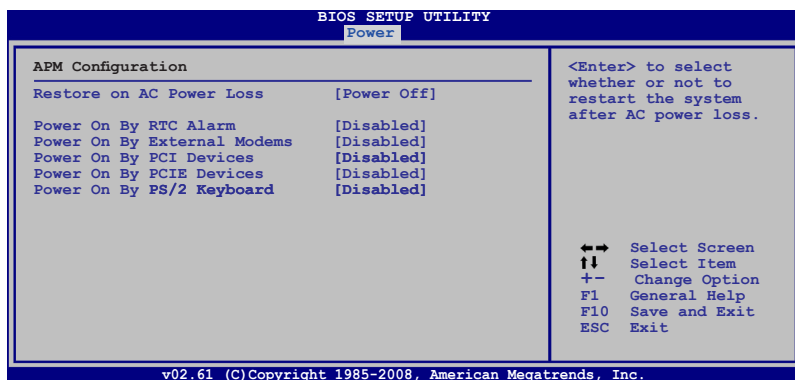 BIOS SETUP UTILITY
Power
APM Configuration
Restore on AC Power Loss [Power Off]
Power On By RTC Alarm [Disabled]
Power On By External Modems [Disabled]
Power On By PCI Devices [Disabled]
Power On By PCIE Devices [Disabled]
Power On By PS/2 Keyboard [Disabled]
<Enter> to select
whether or not to
restart the system
after AC power loss.
←→ Select Screen
↑↓ Select Item
+- Change Option
F1 General Help
F10 Save and Exit
ESC Exit
v02.61 (C)Copyright 1985-2008, American Megatrends, Inc.